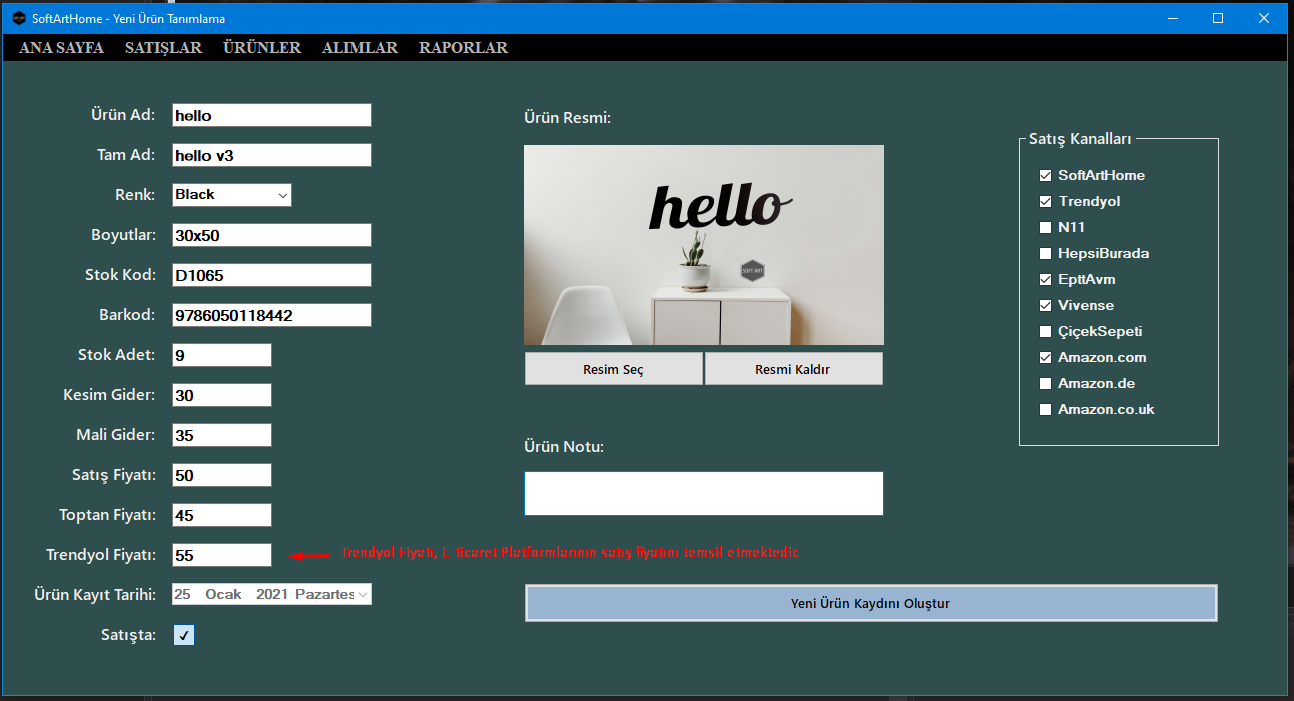 SoftArtHome - Yeni Ürün Tanımlama
ANA SAYFA SATIŞLAR ÜRÜNLER ALIMLAR RAPORLAR
Ürün Ad: hello
Tam Ad: hello v3
Renk: Black
Boyutlar: 30x50
Stok Kod: D1065
Barkod: 9786050118442
Stok Adet: 9
Kesim Gider: 30
Mali Gider: 35
Satış Fiyatı: 50
Toptan Fiyatı: 45
Trendyol Fiyatı: 55
Trendyol Fiyatı, E-ticaret Platformlarının satış fiyatını temsil etmektedir.
Ürün Kayıt Tarihi: 25 Ocak 2021 Pazartes
Satışta:
Ürün Resmi:
hello
SOFT ART
Resim Seç Resmi Kaldır
Ürün Notu:
Yeni Ürün Kaydını Oluştur
Satış Kanalları
SoftArtHome
Trendyol
N11
HepsiBurada
EpttAvm
Vivense
ÇiçekSepeti
Amazon.com
Amazon.de
Amazon.co.uk